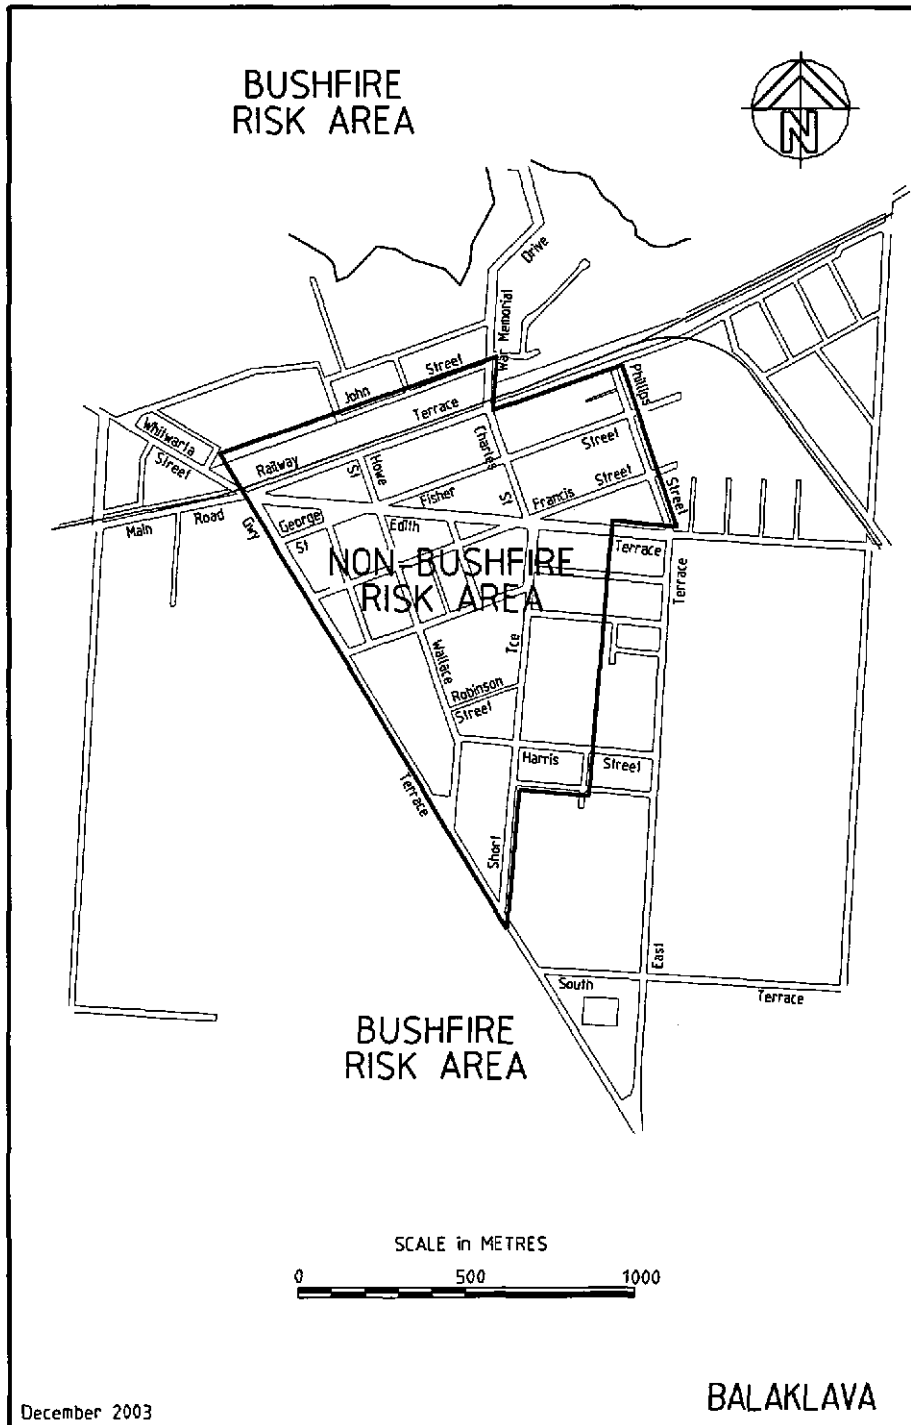 BUSHFIRE
RISK AREA
N
Drive
War Memorial
John Street
Phillips Street
Railway Terrace
Whitwarta
Street
Charles St
Howe St
Street
Fisher
Francis Street
Main Road
Gwy
George St
Edith
Terrace
Terrace
NON-BUSHFIRE
RISK AREA
Wallace
Tce
Robinson
Street
Harris Street
Terrace
Short
East
South Terrace
BUSHFIRE
RISK AREA
SCALE in METRES
0 500 1000
BALAKLAVA
December 2003